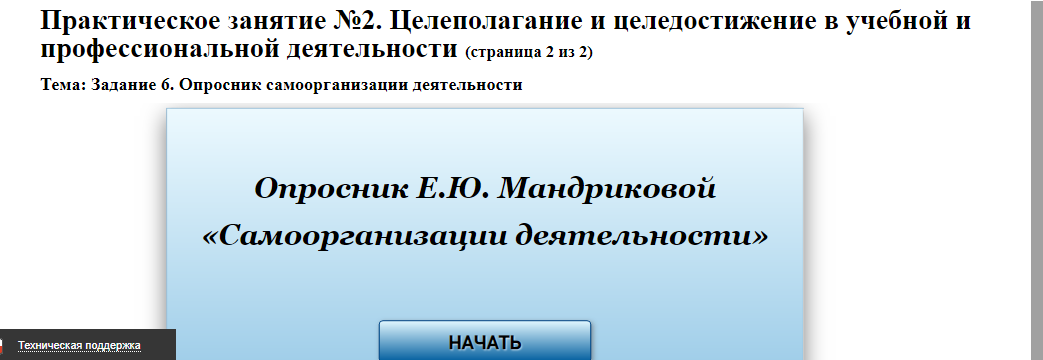 Практическое занятие №2. Целеполагание и целедостижение в учебной и
профессиональной деятельности (страница 2 из 2)
Тема: Задание 6. Опросник самоорганизации деятельности
Опросник Е.Ю. Мандриковой
«Самоорганизации деятельности»
НАЧАТЬ
Техническая поддержка